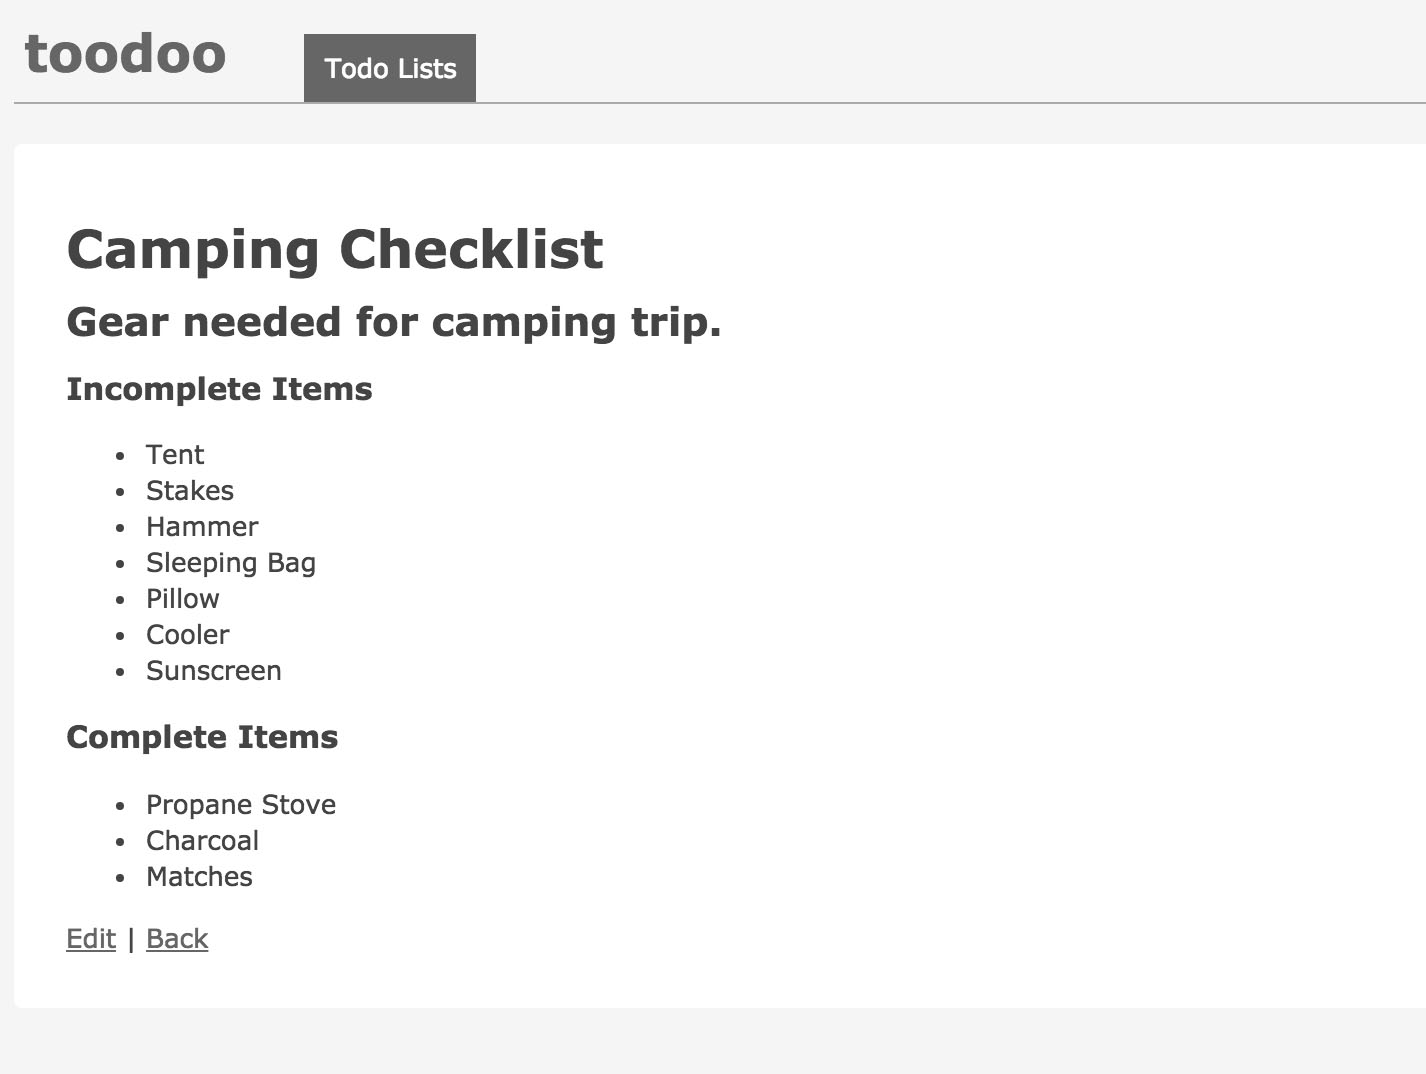 toodoo
Todo Lists
Camping Checklist
Gear needed for camping trip.
Incomplete Items
• Tent
• Stakes
• Hammer
• Sleeping Bag
• Pillow
• Cooler
• Sunscreen
Complete Items
• Propane Stove
• Charcoal
• Matches
Edit | Back